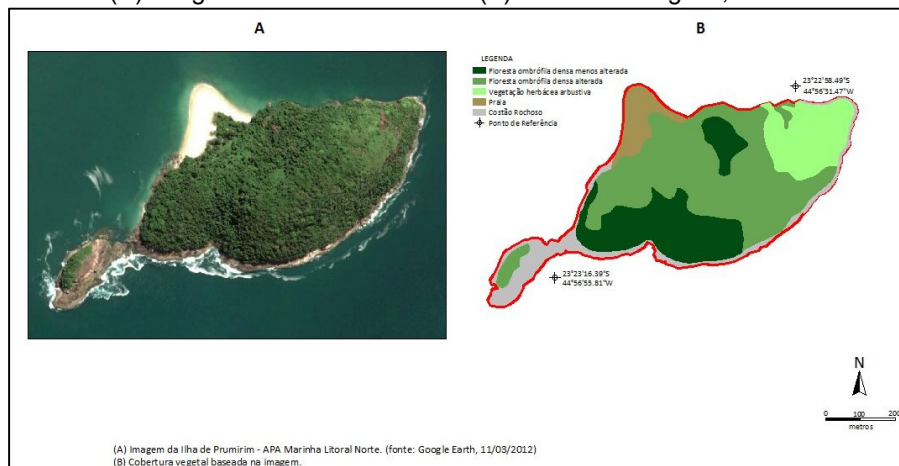 A
B
LEGENDA
Floresta ombrófila densa menos alterada
Floresta ombrófila densa alterada
Vegetação herbácea arbustiva
Praia
Costão Rochoso
Ponto de Referência
23°22'58.49"S
44°56'31.47"W
23°23'16.39"S
44°56'55.81"W
N
0 100 200
metros
(A) Imagem da Ilha de Prumirim - APA Marinha Litoral Norte. (fonte: Google Earth, 11/03/2012)
(B) Cobertura vegetal baseada na imagem.